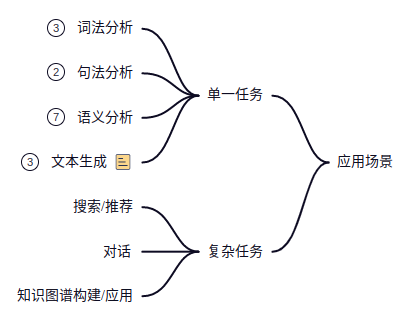 ③ 词法分析
② 句法分析
⑦ 语义分析
③ 文本生成
单一任务
应用场景
搜索/推荐
对话
知识图谱构建/应用
复杂任务